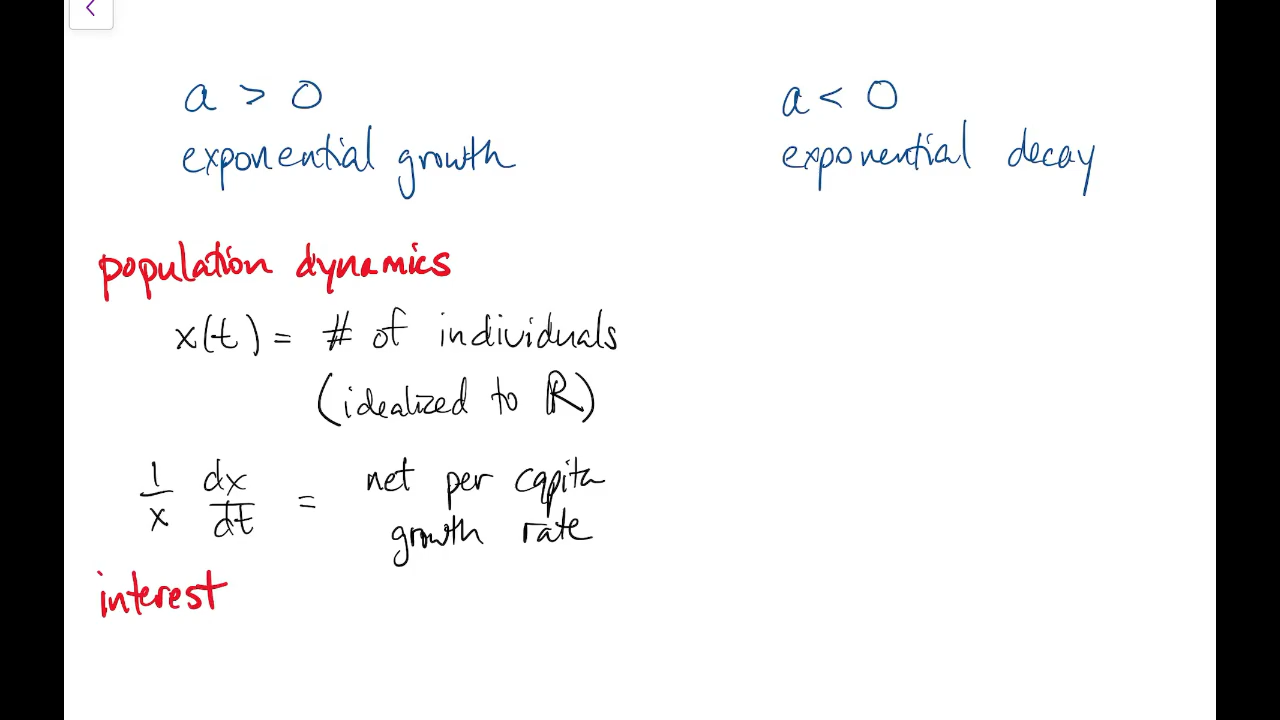 a > 0
exponential growth
a < 0
exponential decay
population dynamics
x(t) = # of individuals
(idealized to ℝ)
1/x dx/dt = net per capita
growth rate
interest